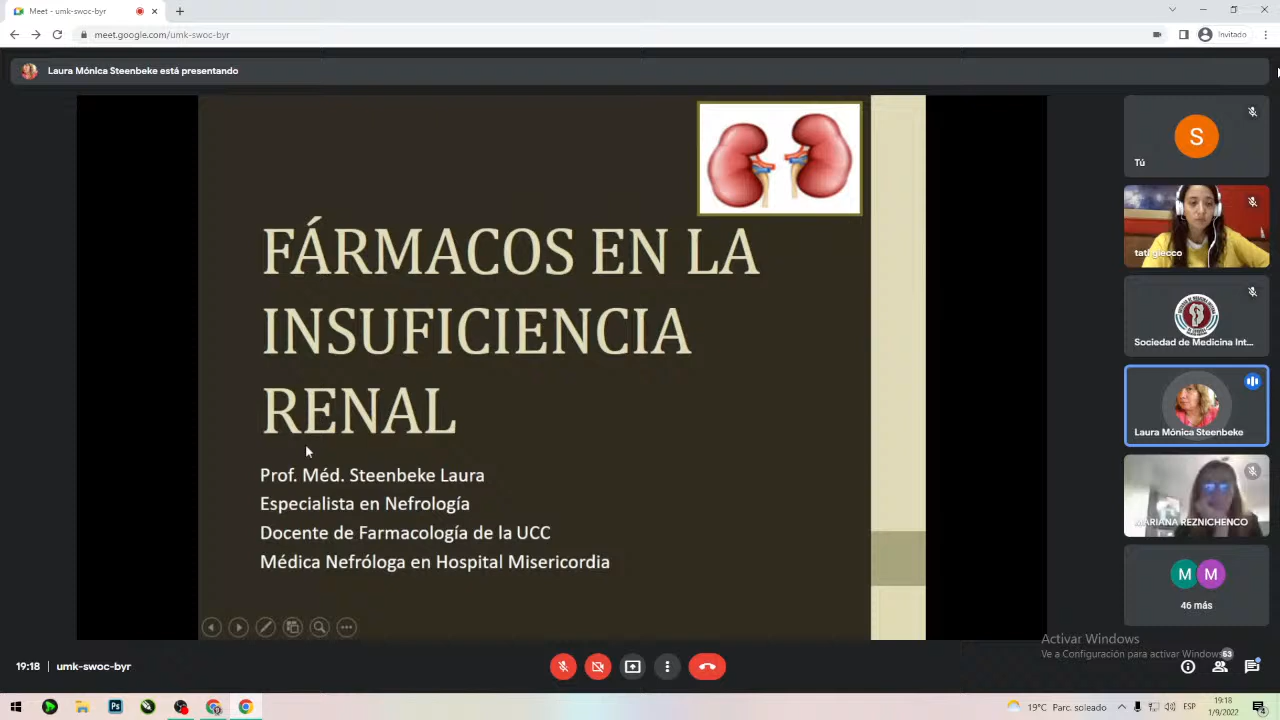 Meet - umk-swoc-byr
meet.google.com/umk-swoc-byr
Invitado
Laura Mónica Steenbeke está presentando
FÁRMACOS EN LA
INSUFICIENCIA
RENAL
Prof. Méd. Steenbeke Laura
Especialista en Nefrología
Docente de Farmacología de la UCC
Médica Nefróloga en Hospital Misericordia
S
Tú
tati giecco
Sociedad de Medicina Int...
Laura Mónica Steenbeke
MARIANA REZNICHENCO
M M
46 más
Activar Windows
Ve a Configuración para activar Windows.
63
19:18 umk-swoc-byr
Ps
19°C Parc. soleado
ESP
19:18
1/9/2022
4